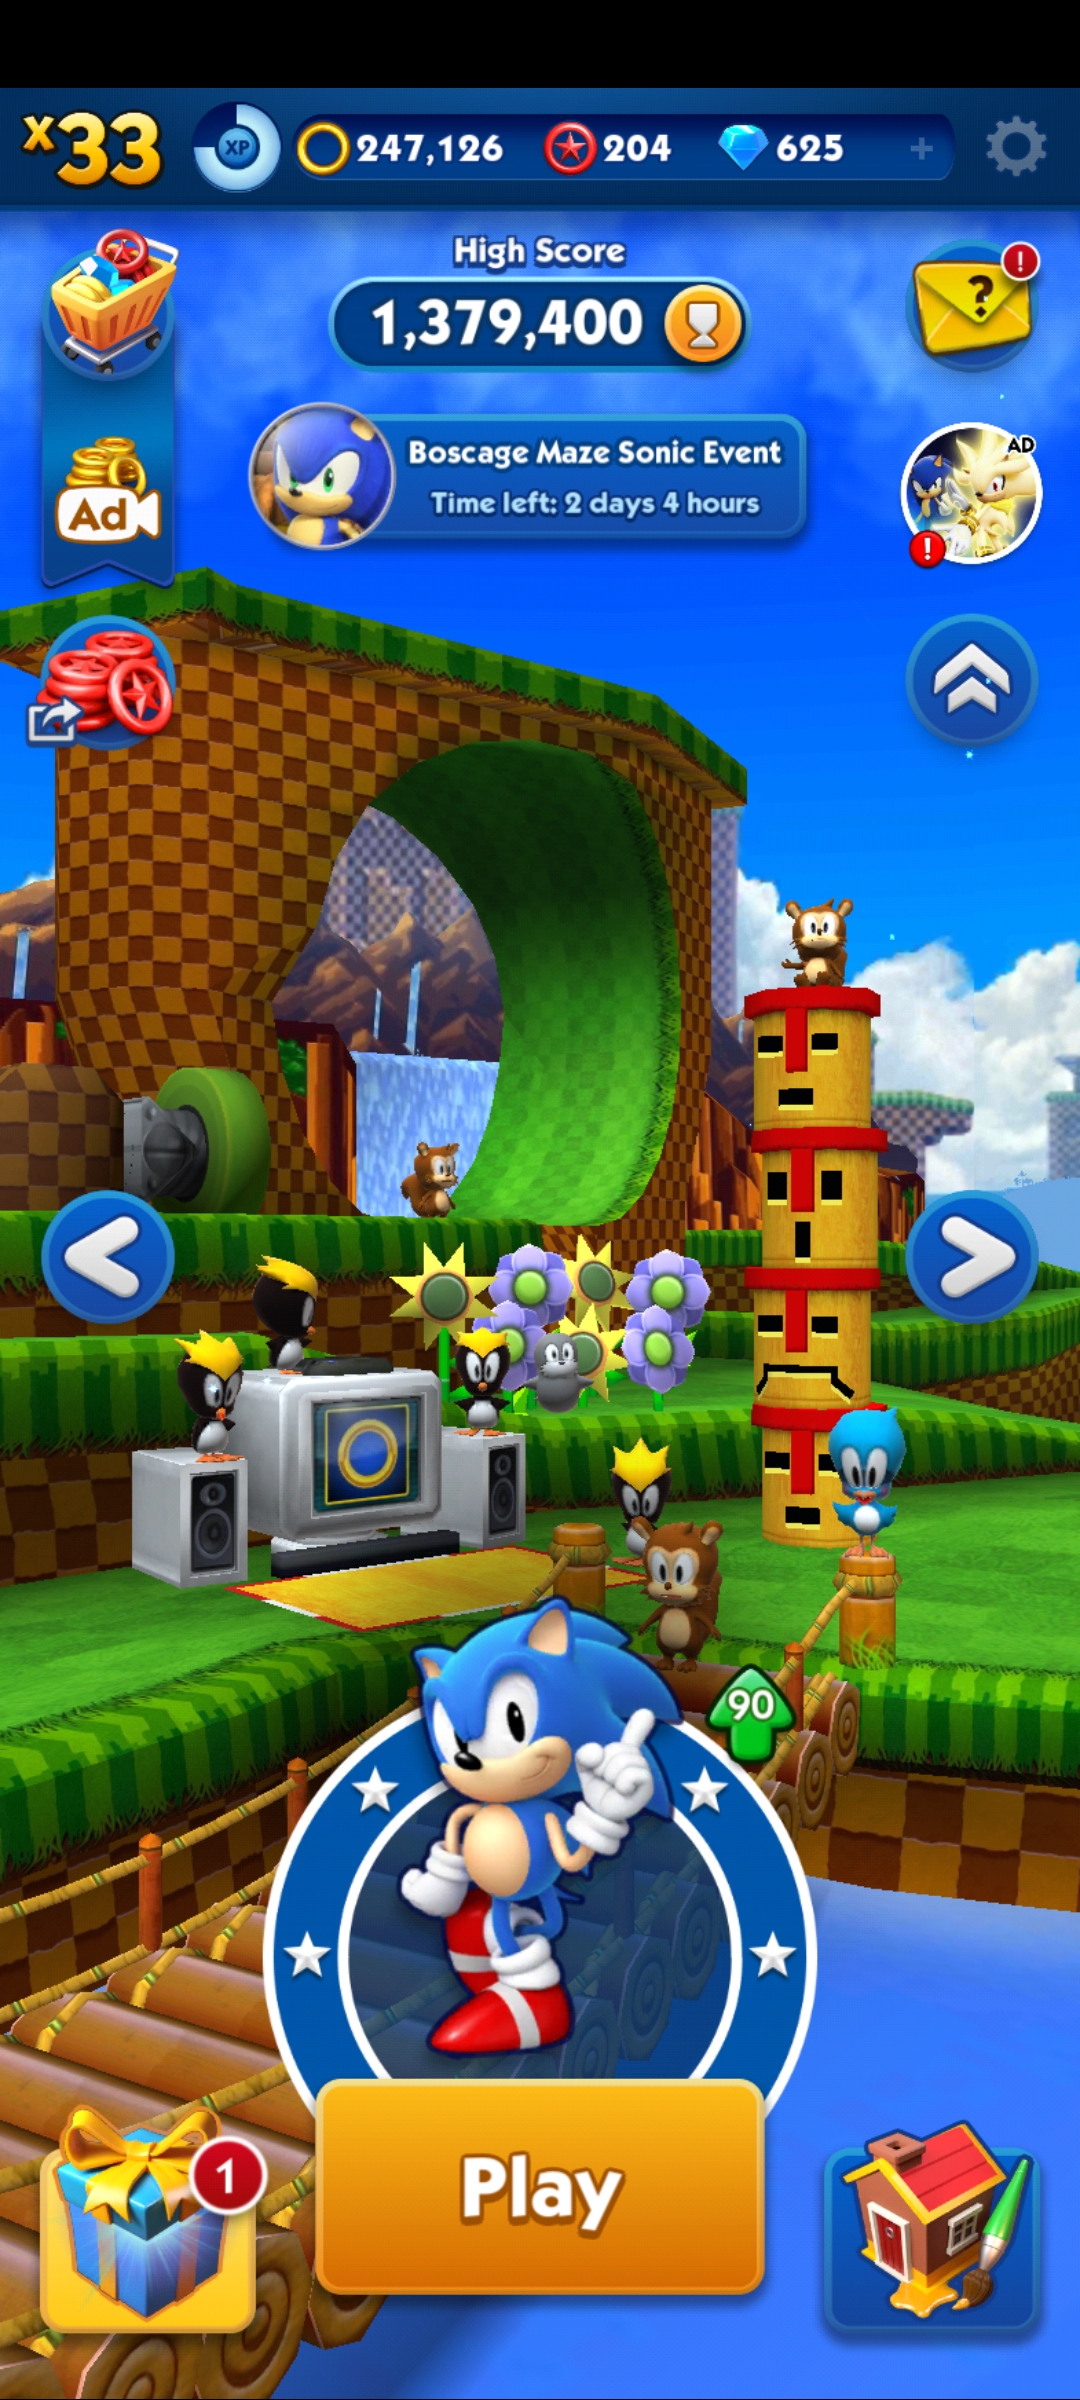 x33
XP
247,126
204
625
+
High Score
1,379,400
?
!
Boscage Maze Sonic Event
Time left: 2 days 4 hours
AD
!
Ad
90
Play
1